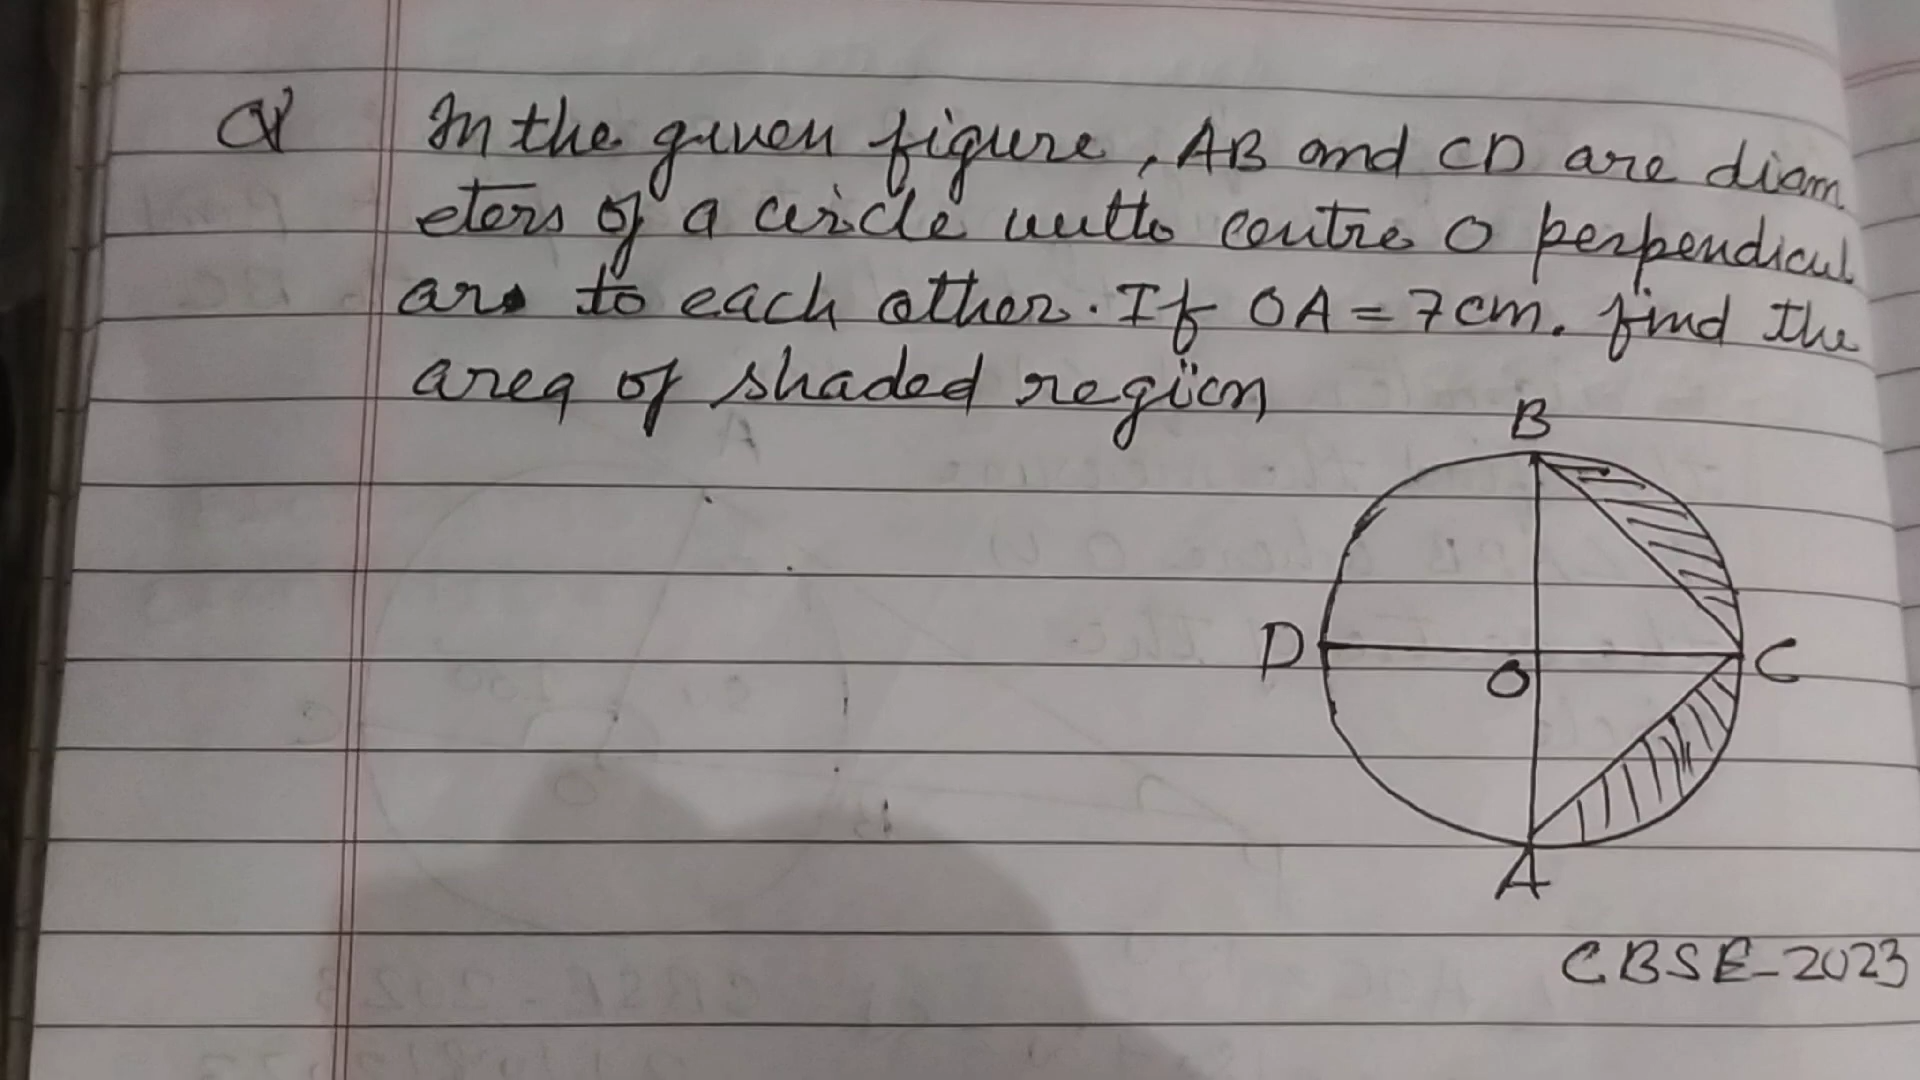 Q In the given figure, AB and CD are diam
eters of a circle with centre O perpendicul
ar to each other. If OA = 7cm. find the
area of shaded region
B
D
O
C
A
CBSE-2023